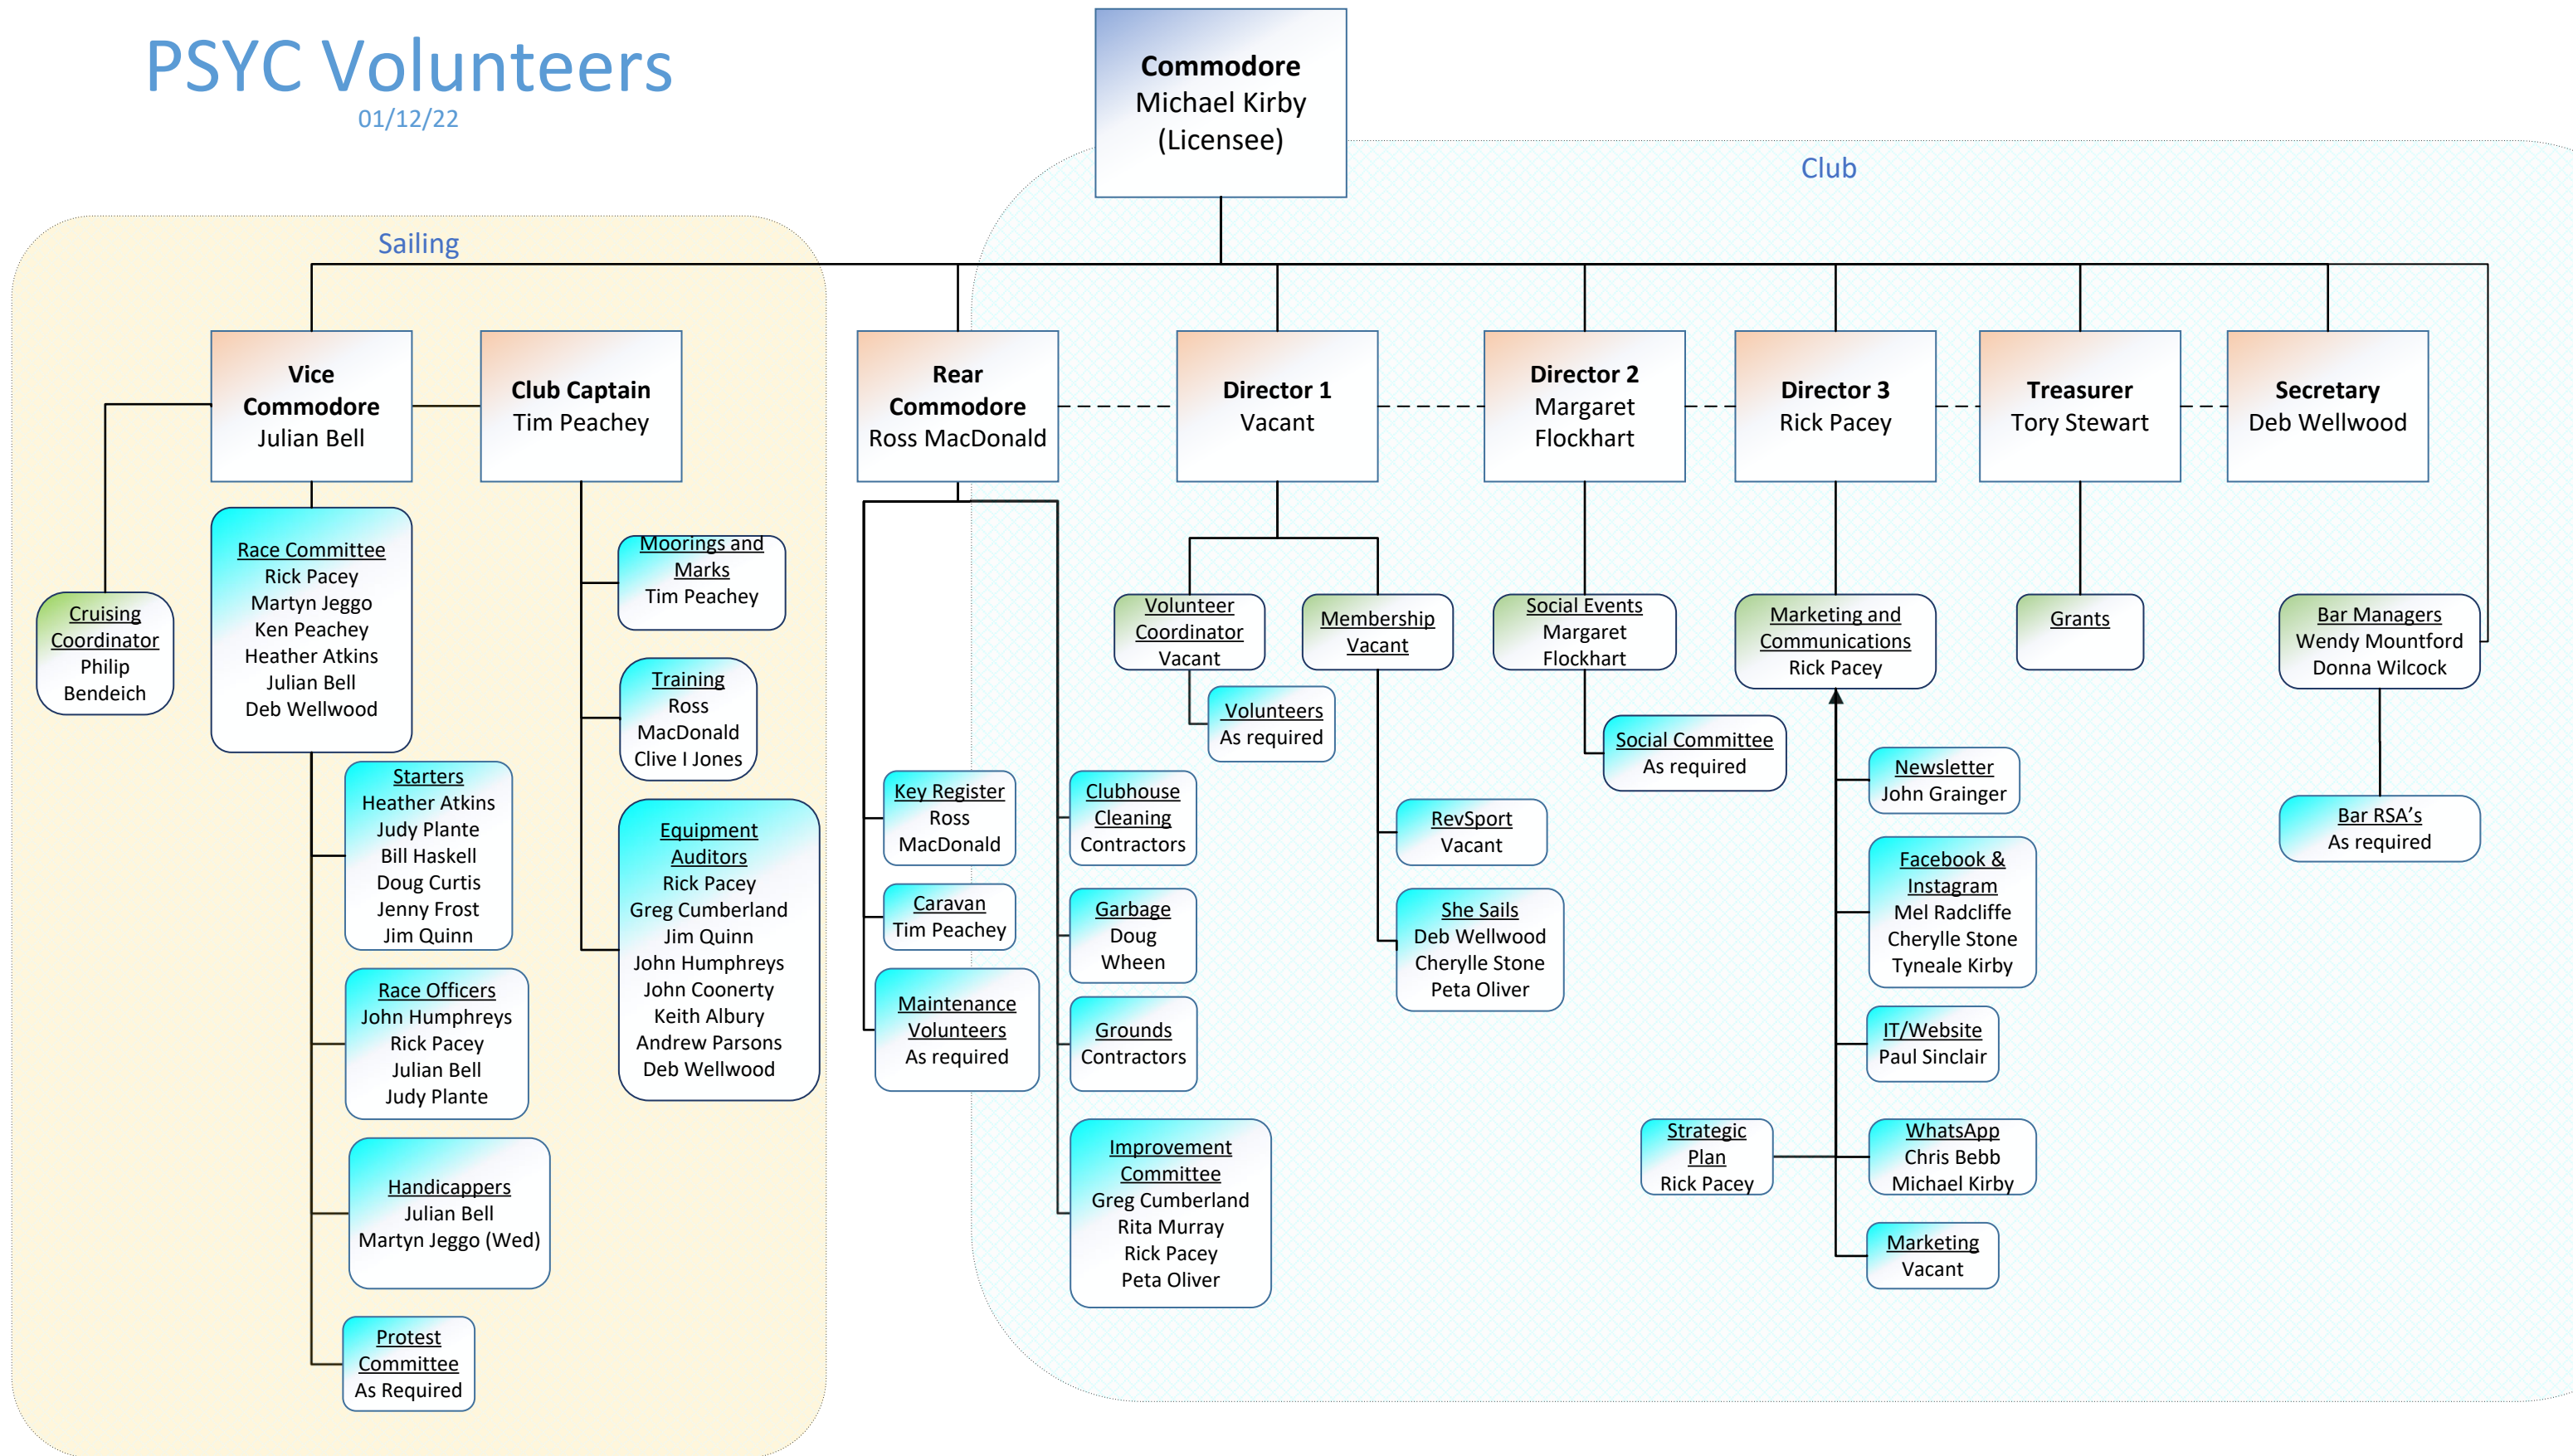 PSYC Volunteers
01/12/22
Commodore
Michael Kirby
(Licensee)
Club
Sailing
Vice
Commodore
Julian Bell
Club Captain
Tim Peachey
Rear
Commodore
Ross MacDonald
Director 1
Vacant
Director 2
Margaret
Flockhart
Director 3
Rick Pacey
Treasurer
Tory Stewart
Secretary
Deb Wellwood
Cruising
Coordinator
Philip
Bendeich
Race Committee
Rick Pacey
Martyn Jeggo
Ken Peachey
Heather Atkins
Julian Bell
Deb Wellwood
Starters
Heather Atkins
Judy Plante
Bill Haskell
Doug Curtis
Jenny Frost
Jim Quinn
Race Officers
John Humphreys
Rick Pacey
Julian Bell
Judy Plante
Handicappers
Julian Bell
Martyn Jeggo (Wed)
Protest
Committee
As Required
Moorings and
Marks
Tim Peachey
Training
Ross
MacDonald
Clive I Jones
Equipment
Auditors
Rick Pacey
Greg Cumberland
Jim Quinn
John Humphreys
John Coonerty
Keith Albury
Andrew Parsons
Deb Wellwood
Key Register
Ross
MacDonald
Caravan
Tim Peachey
Maintenance
Volunteers
As required
Clubhouse
Cleaning
Contractors
Garbage
Doug
Wheen
Grounds
Contractors
Improvement
Committee
Greg Cumberland
Rita Murray
Rick Pacey
Peta Oliver
Volunteer
Coordinator
Vacant
Volunteers
As required
Membership
Vacant
RevSport
Vacant
She Sails
Deb Wellwood
Cherylle Stone
Peta Oliver
Social Events
Margaret
Flockhart
Social Committee
As required
Marketing and
Communications
Rick Pacey
Newsletter
John Grainger
Facebook &
Instagram
Mel Radcliffe
Cherylle Stone
Tyneale Kirby
IT/Website
Paul Sinclair
Strategic
Plan
Rick Pacey
WhatsApp
Chris Bebb
Michael Kirby
Marketing
Vacant
Grants
Bar Managers
Wendy Mountford
Donna Wilcock
Bar RSA’s
As required